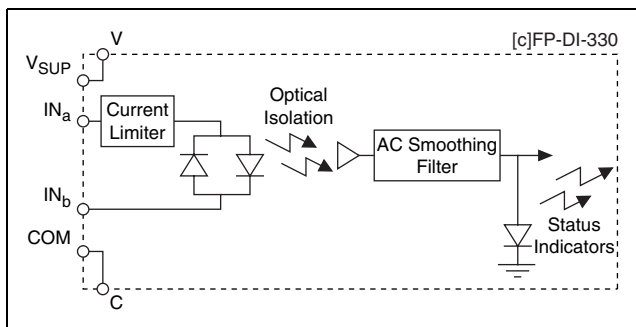 V
[c]FP-DI-330
VSUP
INa
Current
Limiter
Optical
Isolation
AC Smoothing
Filter
INb
COM
Status
Indicators
C